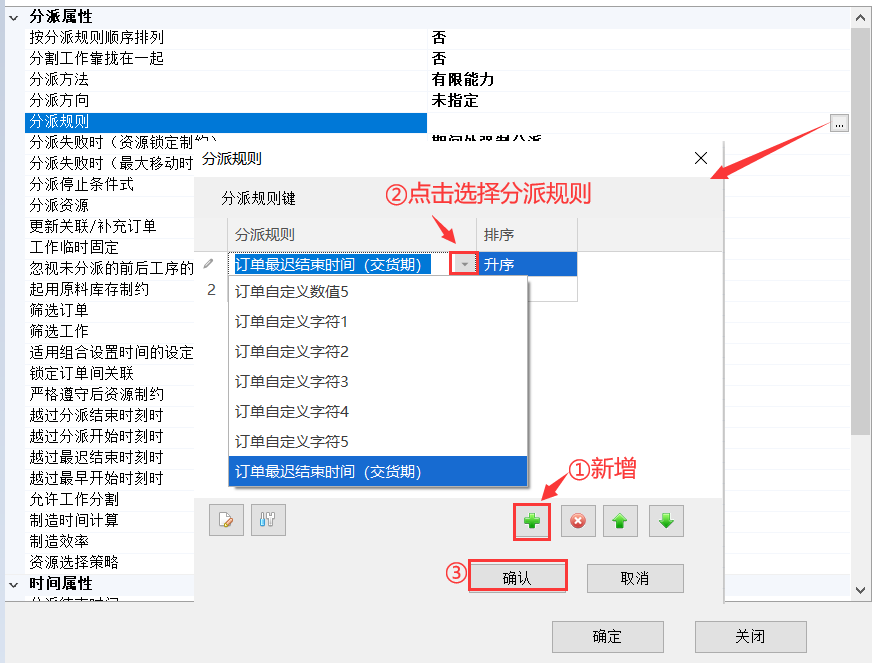 分派属性
按分派规则顺序排列 否
分割工作靠找在一起 否
分派方法 有限能力
分派方向 未指定
分派规则 ...
分派失败时（资源锁定制约）
分派失败时（最大移动时
分派停止条件式
分派资源
更新关联/补充订单
工作临时固定
忽视未分派的前后工序的
起用原料库存制约
筛选订单
筛选工作
适用组合设置时间的设定
锁定订单间关联
严格遵守后资源制约
越过分派结束时刻时
越过分派开始时刻时
越过最迟结束时刻时
越过最早开始时刻时
允许工作分割
制造时间计算
制造效率
资源选择策略
时间属性
分派规则
分派规则键
②点击选择分派规则
分派规则 排序
订单最迟结束时间（交货期） 升序
2
订单自定义数值5
订单自定义字符1
订单自定义字符2
订单自定义字符3
订单自定义字符4
订单自定义字符5
订单最迟结束时间（交货期）
①新增
③
确认 取消
确定 关闭